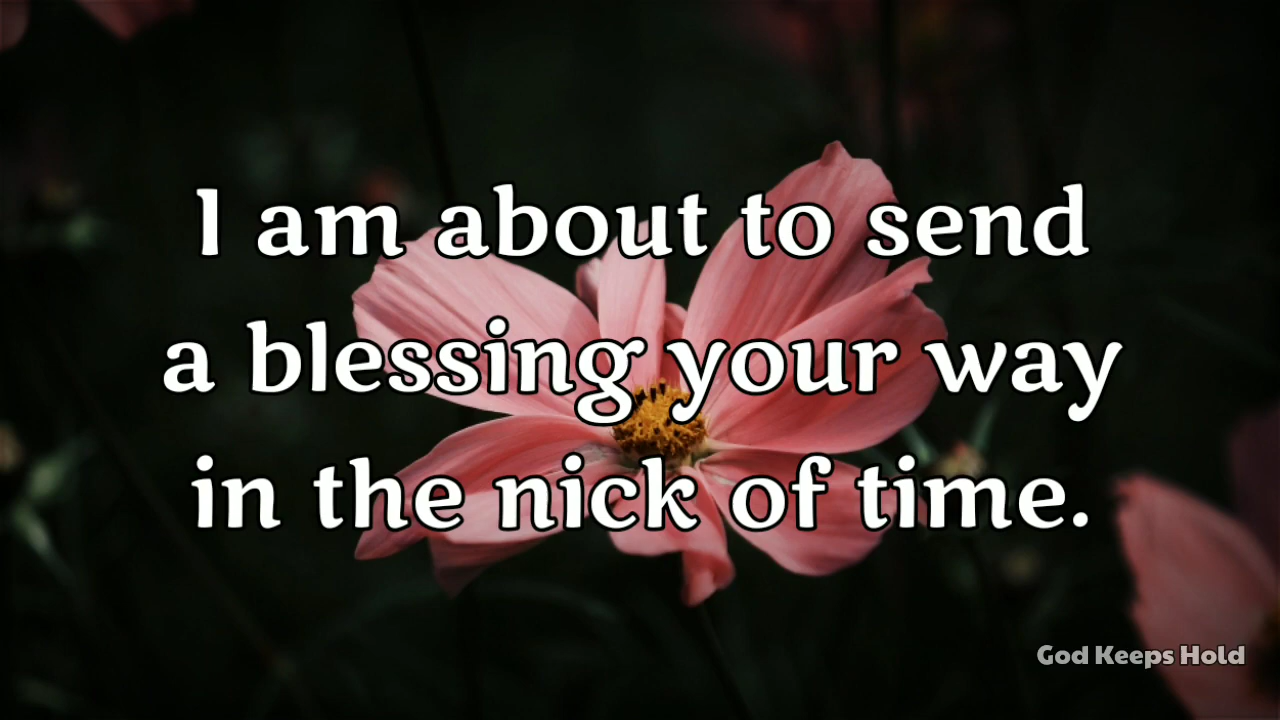 I am about to send
a blessing your way
in the nick of time.
God Keeps Hold